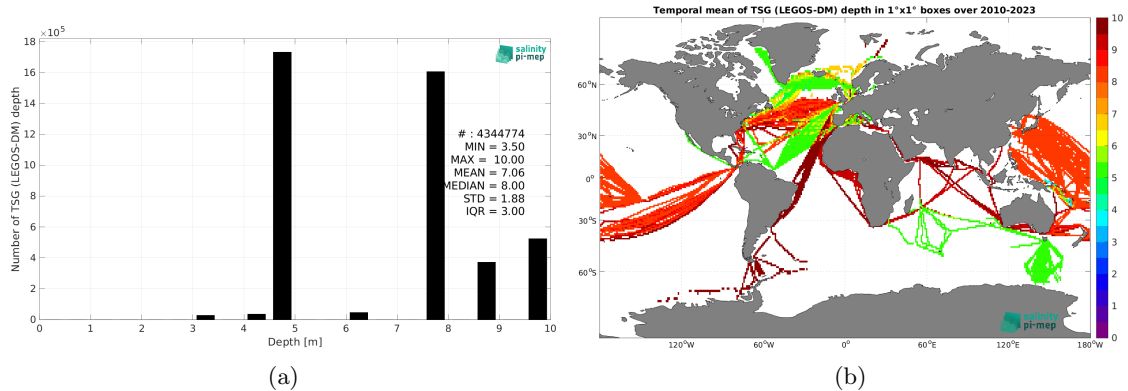 ×10⁵
18
16
14
12
10
8
6
4
2
0
Number of TSG (LEGOS-DM) depth
salinity
pi-mep
# : 4344774
MIN = 3.50
MAX = 10.00
MEAN = 7.06
MEDIAN = 8.00
STD = 1.88
IQR = 3.00
0 1 2 3 4 5 6 7 8 9 10
Depth [m]
(a)
Temporal mean of TSG (LEGOS-DM) depth in 1°x1° boxes over 2010-2023
60°N
30°N
0°
30°S
60°S
120°W 60°W 0° 60°E 120°E 180°W
salinity
pi-mep
10
9
8
7
6
5
4
3
2
1
0
(b)